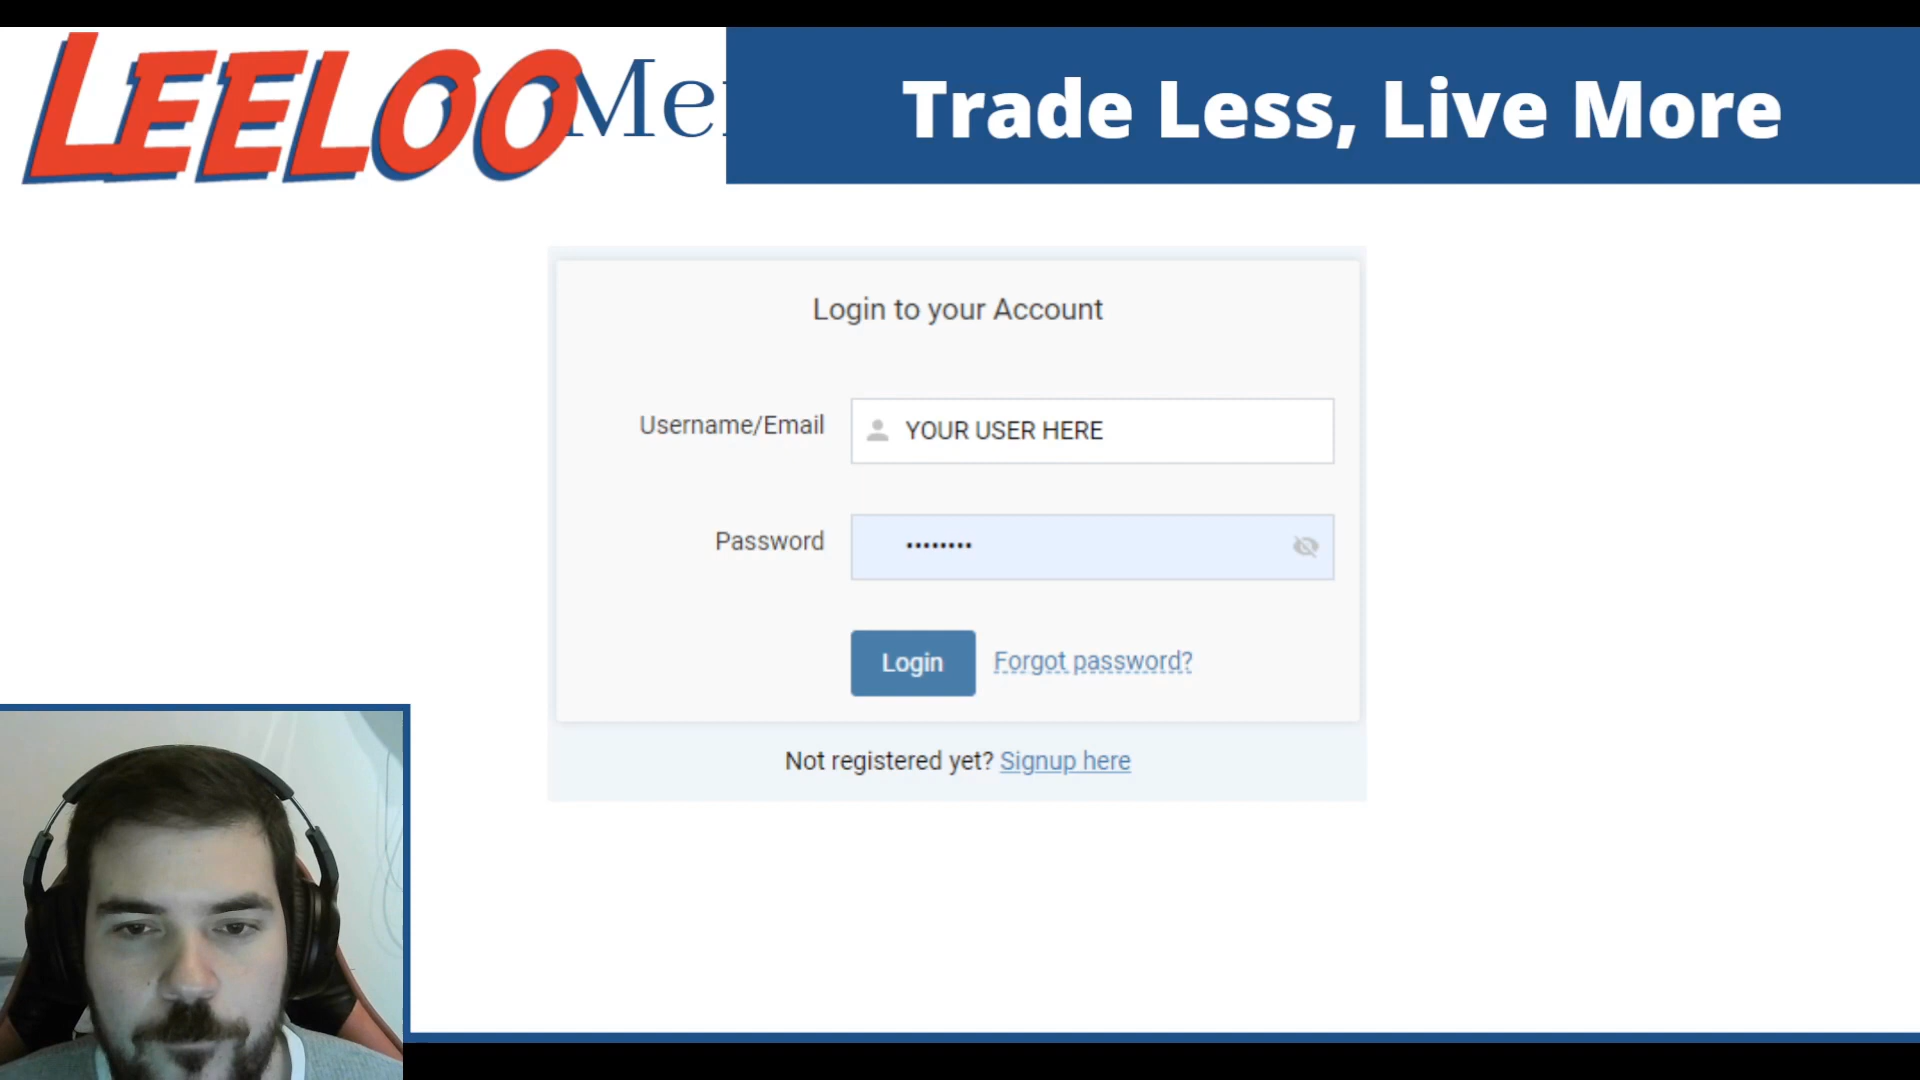 LEELOO Me
Trade Less, Live More
Login to your Account
Username/Email
YOUR USER HERE
Password
••••••••
Login
Forgot password?
Not registered yet? Signup here